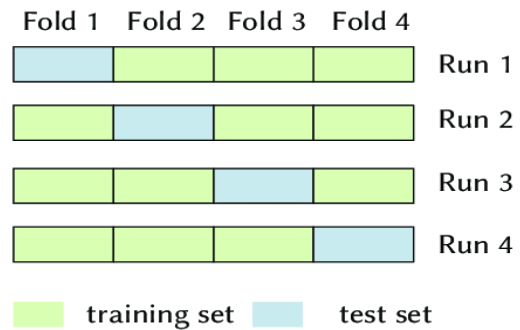 Fold 1 Fold 2 Fold 3 Fold 4
Run 1
Run 2
Run 3
Run 4
training set test set